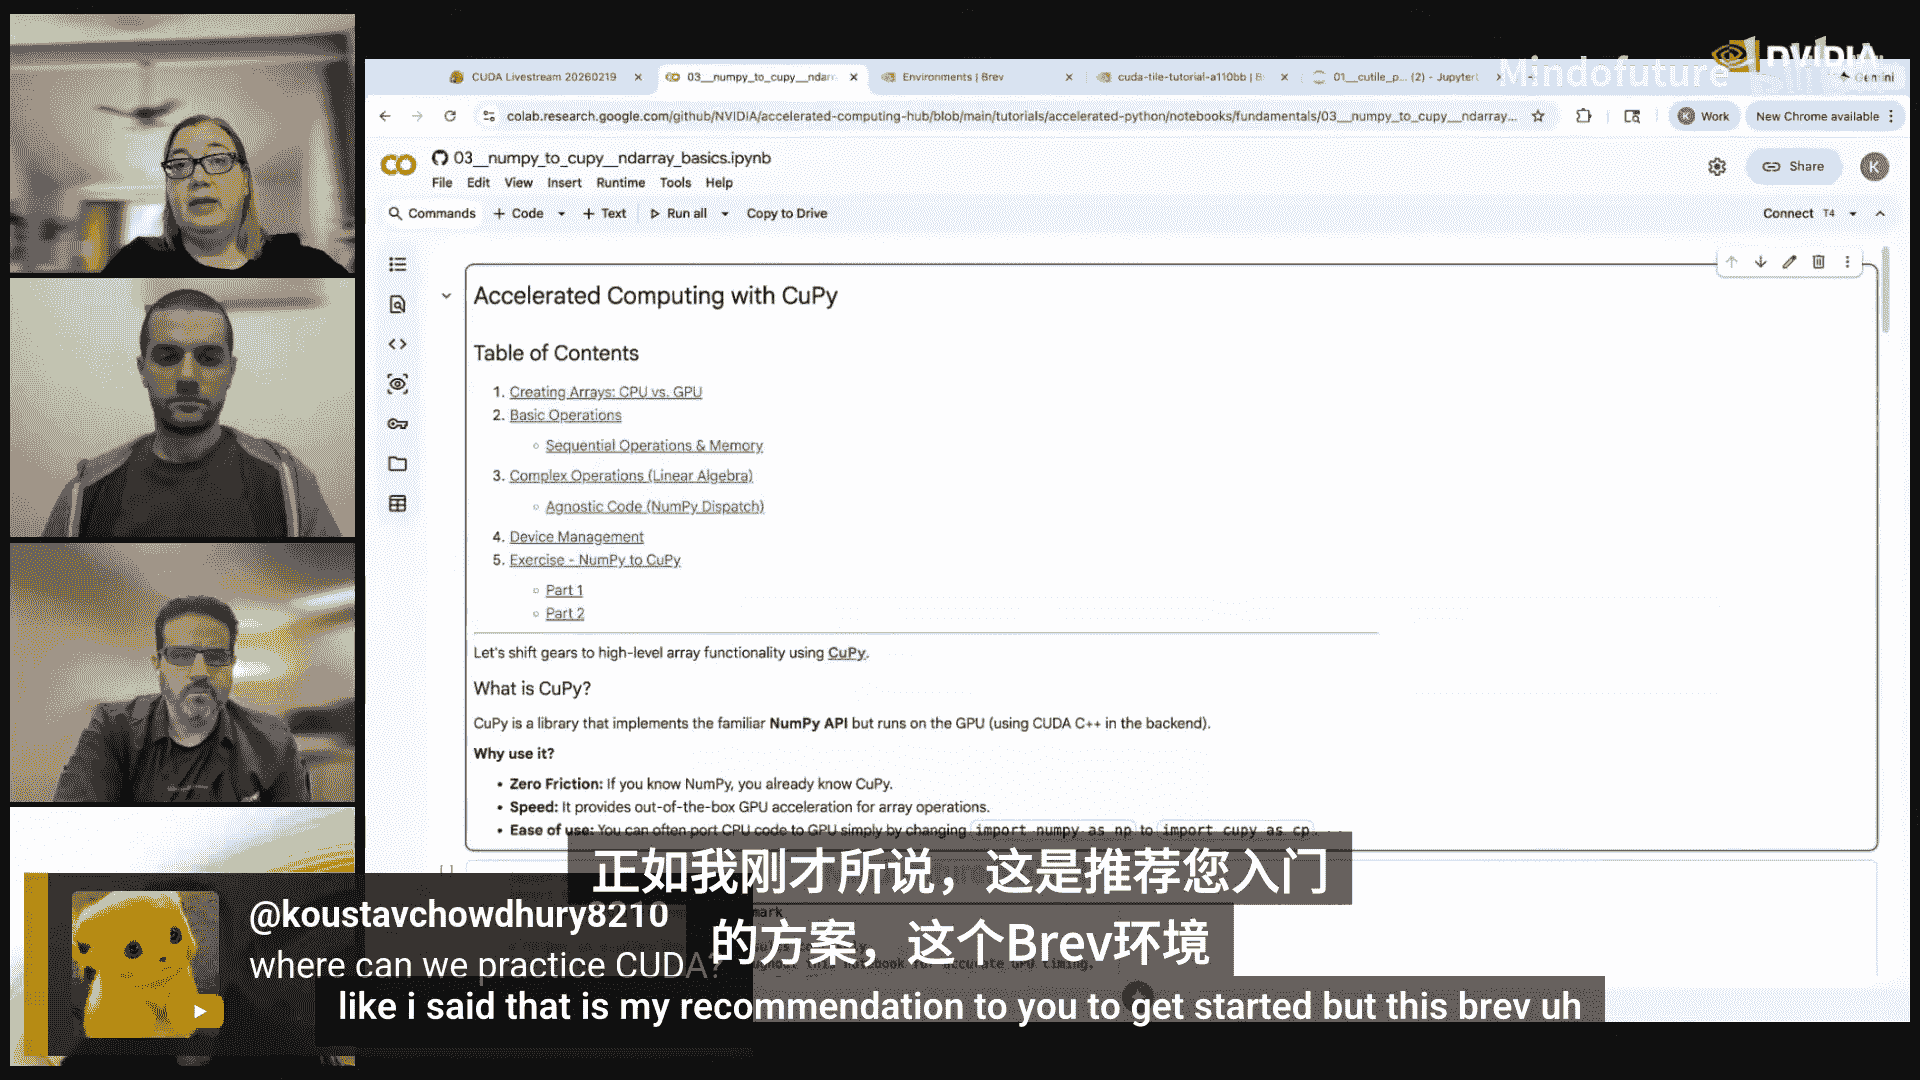 NVIDIA
Mindofuture
CUDA Livestream 20260219
03__numpy_to_cupy__ndar
Environments | Brev
cuda-tile-tutorial-a110bb | B
01__cutile_p... (2) - Jupyter
Gemini
colab.research.google.com/github/NVIDIA/accelerated-computing-hub/blob/main/tutorials/accelerated-python/notebooks/fundamentals/03__numpy_to_cupy__ndarray...
K Work
New Chrome available
CO
03__numpy_to_cupy__ndarray_basics.ipynb
File Edit View Insert Runtime Tools Help
Share
K
Commands + Code + Text Run all Copy to Drive
Connect T4
Accelerated Computing with CuPy
Table of Contents
1. Creating Arrays: CPU vs. GPU
2. Basic Operations
Sequential Operations & Memory
3. Complex Operations (Linear Algebra)
Agnostic Code (NumPy Dispatch)
4. Device Management
5. Exercise - NumPy to CuPy
Part 1
Part 2
Let's shift gears to high-level array functionality using CuPy.
What is CuPy?
CuPy is a library that implements the familiar NumPy API but runs on the GPU (using CUDA C++ in the backend).
Why use it?
• Zero Friction: If you know NumPy, you already know CuPy.
• Speed: It provides out-of-the-box GPU acceleration for array operations.
• Ease of use: You can often port CPU code to GPU simply by changing import numpy as np to import cupy as cp.
正如我刚才所说，这是推荐您入门
的方案，这个Brev环境
@koustavchowdhury8210
where can we practice CUDA?
like i said that is my recommendation to you to get started but this brev uh